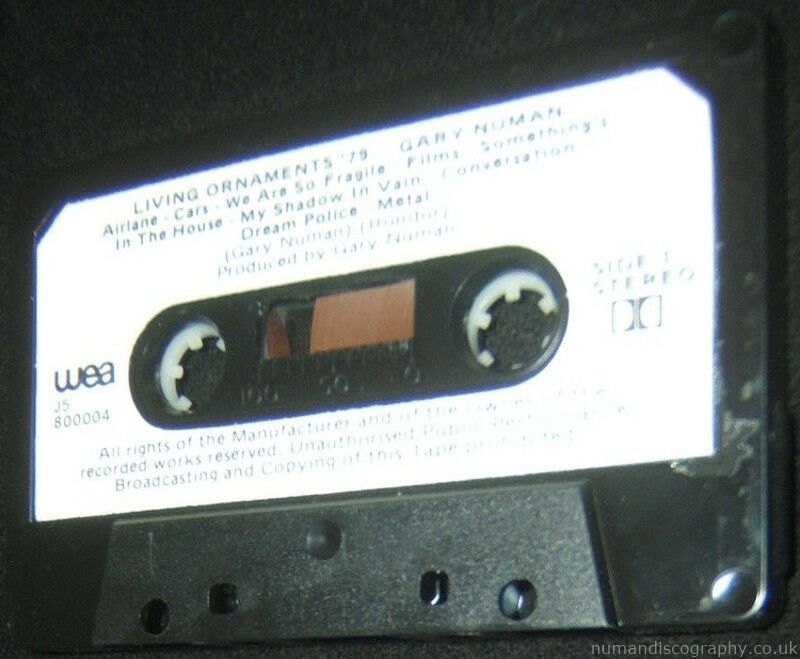 LIVING ORNAMENTS '79 GARY NUMAN
Airlane - Cars - We Are So Fragile Films Something's
In The House - My Shadow In Vain Conversation
Dream Police Metal
(Gary Numan) (Hundur)
Produced by Gary Numan
SIDE 1
STEREO
wea
J5
800004
100 50 0
All rights of the Manufacturer and of the Owner of the
recorded works reserved. Unauthorised Public Performance
Broadcasting and Copying of this Tape prohibited
numandiscography.co.uk